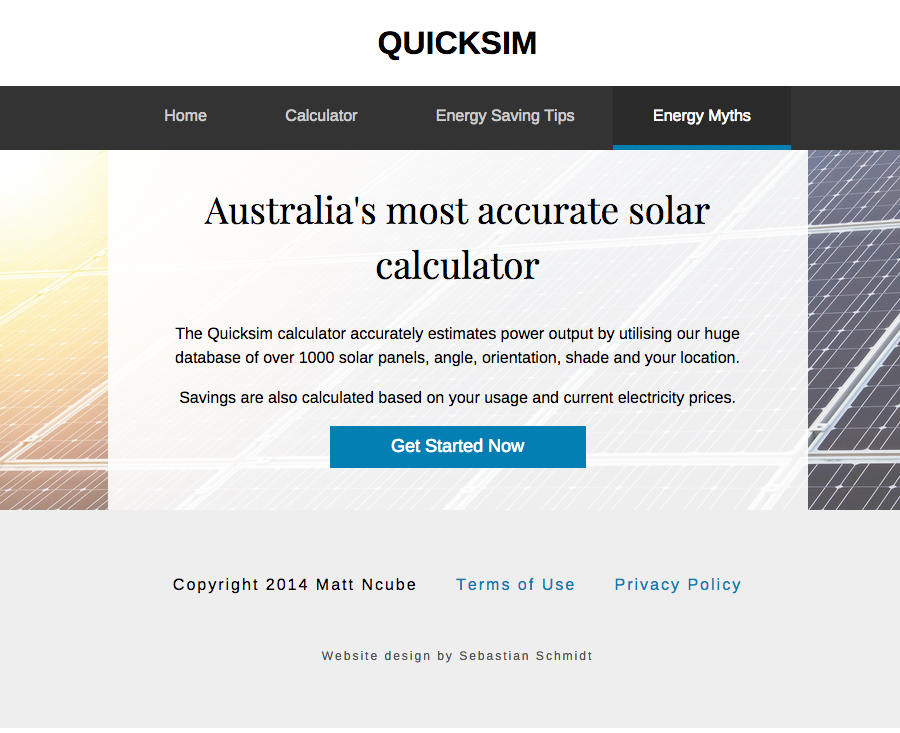 QUICKSIM
Home Calculator Energy Saving Tips Energy Myths
Australia's most accurate solar
calculator
The Quicksim calculator accurately estimates power output by utilising our huge
database of over 1000 solar panels, angle, orientation, shade and your location.
Savings are also calculated based on your usage and current electricity prices.
Get Started Now
Copyright 2014 Matt Ncube Terms of Use Privacy Policy
Website design by Sebastian Schmidt